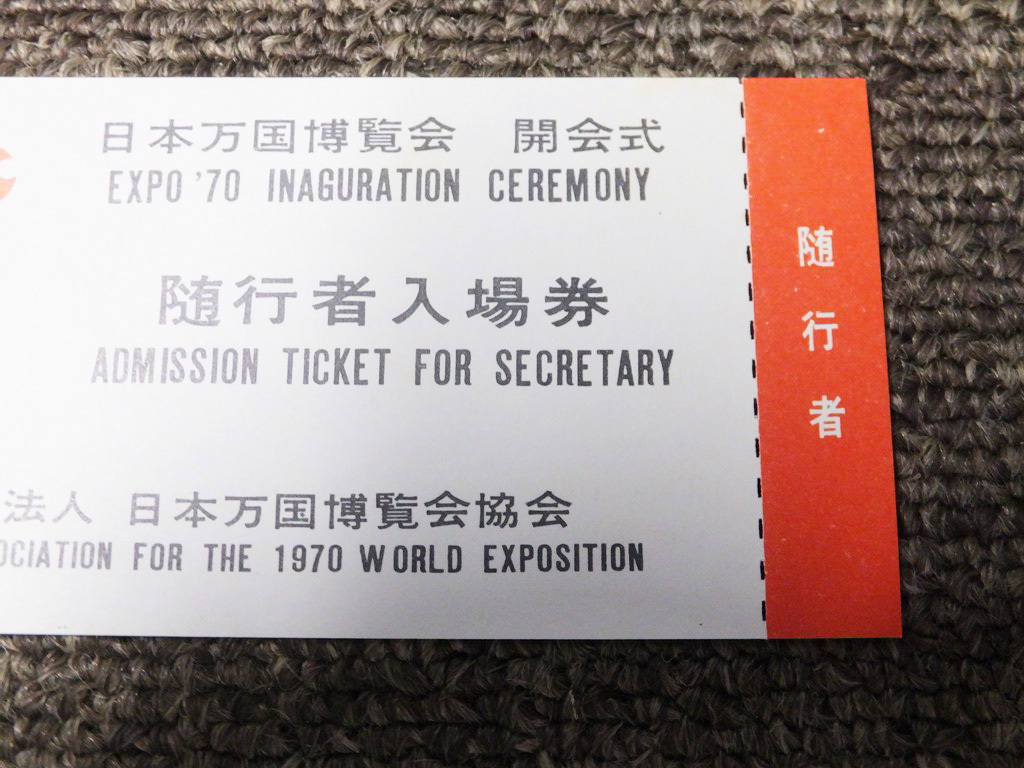 日本万国博覧会 開会式
EXPO '70 INAGURATION CEREMONY
随行者入場券
ADMISSION TICKET FOR SECRETARY
法人 日本万国博覧会協会
OCIATION FOR THE 1970 WORLD EXPOSITION
随行者